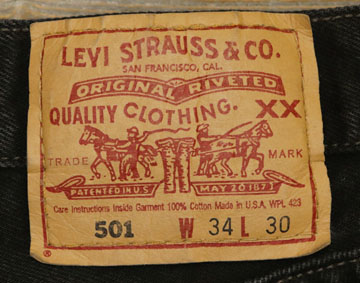 LEVI STRAUSS & CO.
SAN FRANCISCO, CAL.
ORIGINAL RIVETED
QUALITY CLOTHING. XX
TRADE MARK
PATENTED IN U.S. MAY 20 1873
Care Instructions Inside Garment 100% Cotton Made in U.S.A. WPL 423
501 W 34 L 30
®